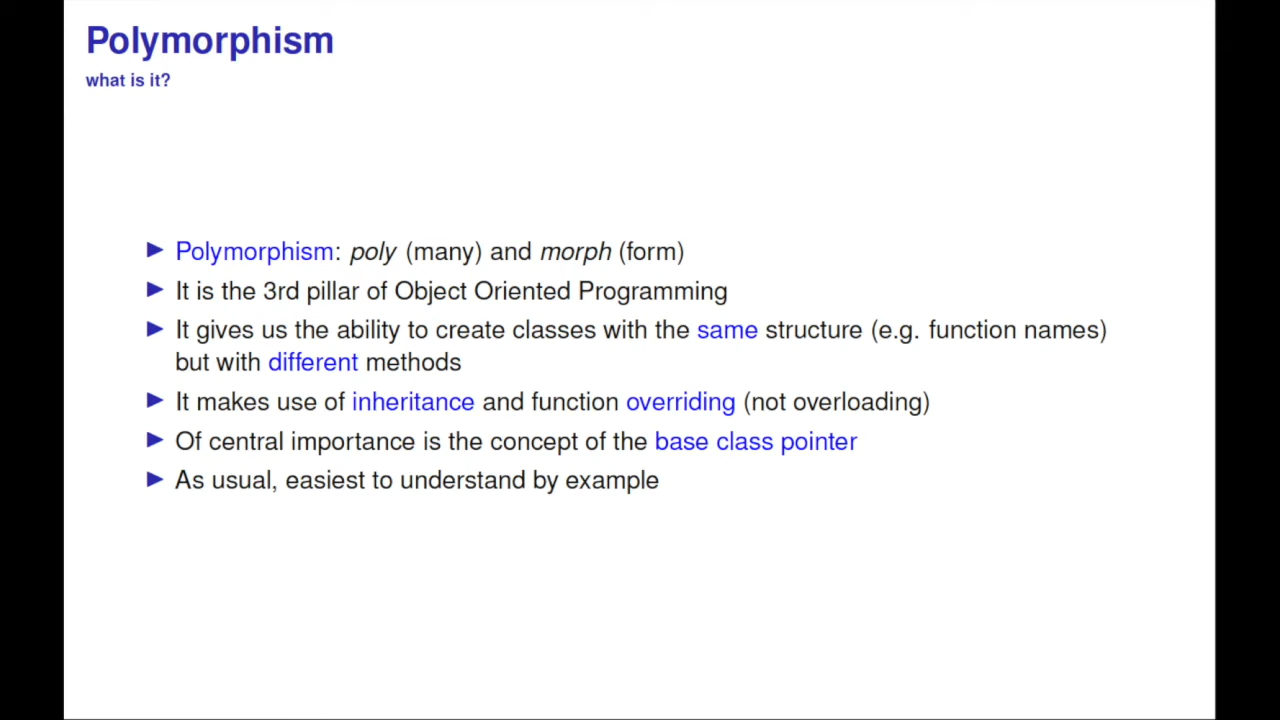 Polymorphism
what is it?
Polymorphism: poly (many) and morph (form)
It is the 3rd pillar of Object Oriented Programming
It gives us the ability to create classes with the same structure (e.g. function names)
but with different methods
It makes use of inheritance and function overriding (not overloading)
Of central importance is the concept of the base class pointer
As usual, easiest to understand by example